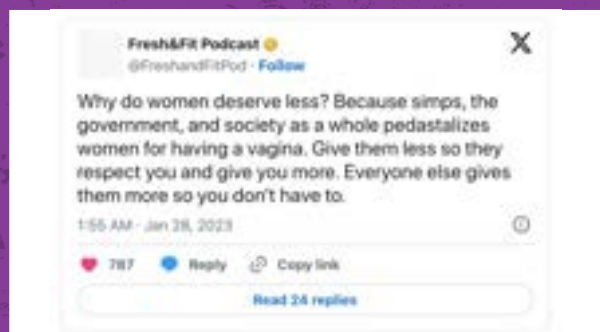 Fresh&Fit Podcast
@FreshandFitPod · Follow
Why do women deserve less? Because simps, the
government, and society as a whole pedastalizes
women for having a vagina. Give them less so they
respect you and give you more. Everyone else gives
them more so you don't have to.
1:55 AM · Jan 28, 2023
787 Reply Copy link
Read 24 replies